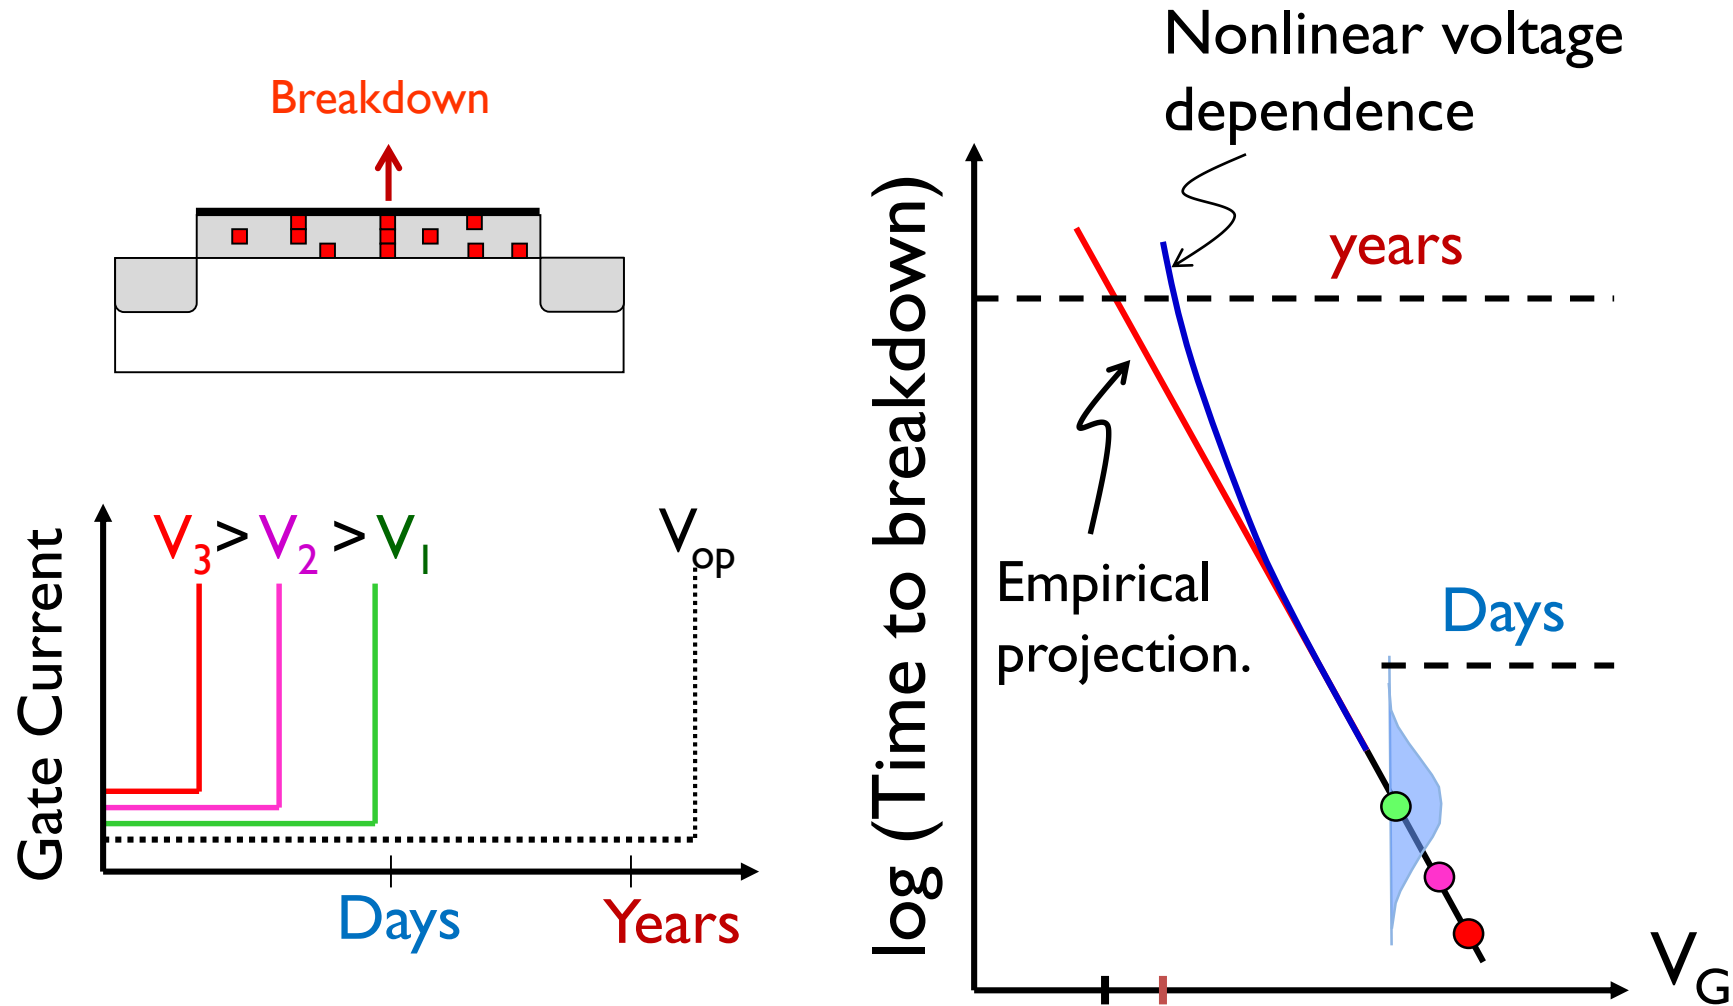 Breakdown
V3 > V2 > V1
Vop
Gate Current
Days
Years
Nonlinear voltage
dependence
years
log (Time to breakdown)
Empirical
projection.
Days
VG